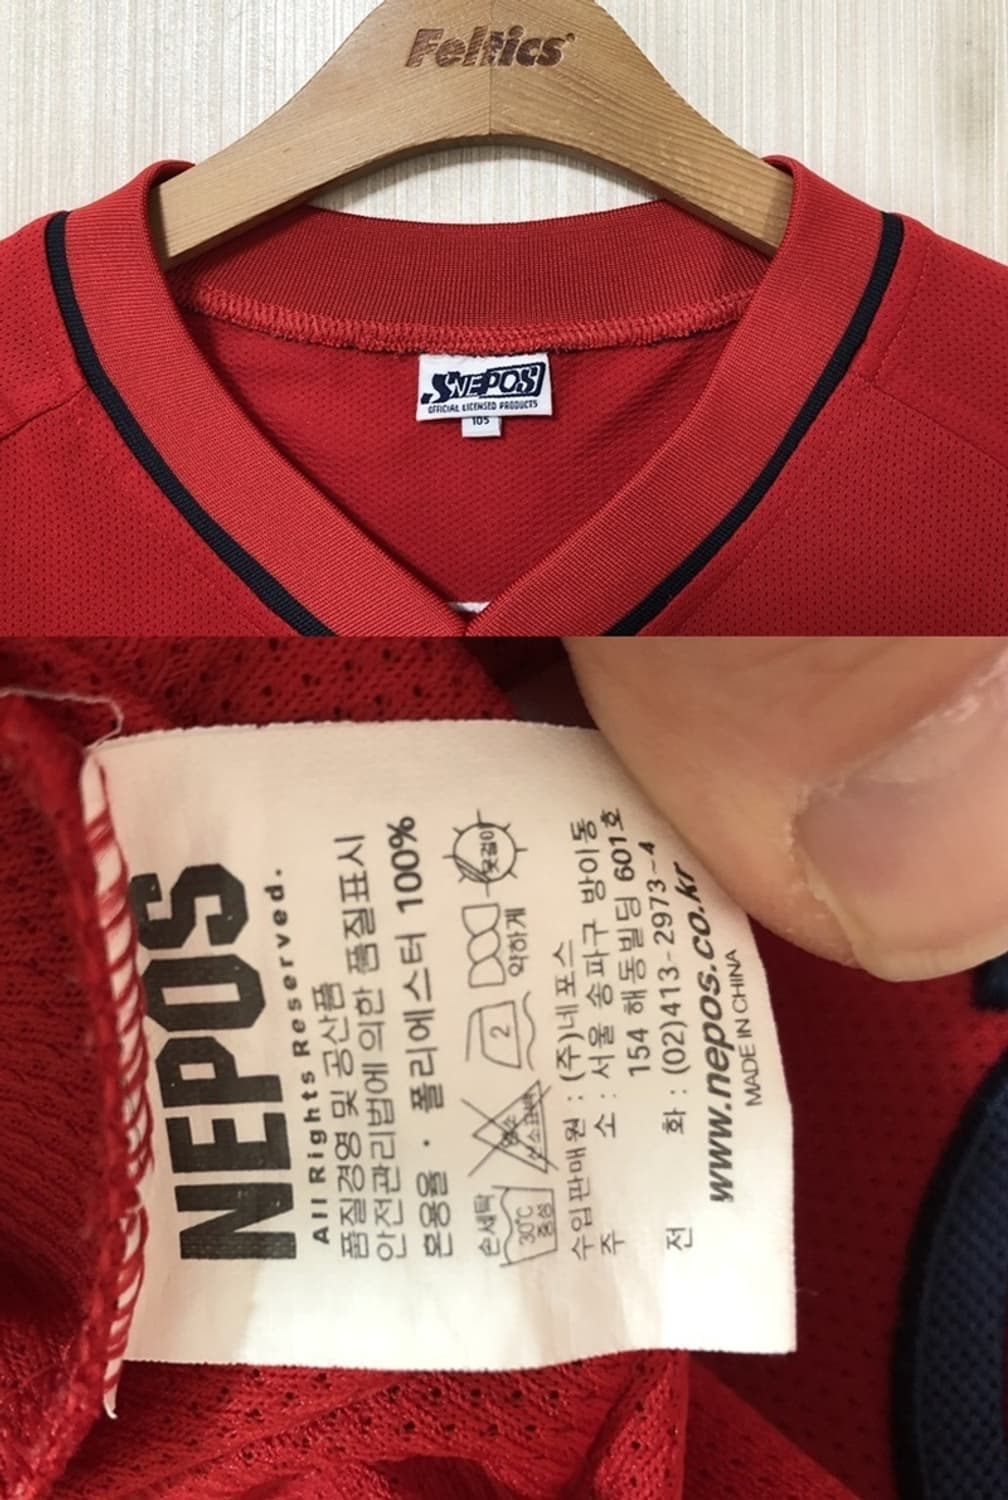 Feltics
SNEPOS
OFFICIAL LICENSED PRODUCTS
105
NEPOS
All Rights Reserved.
품질경영 및 공산품
안전관리법에 의한 품질표시
혼용율 · 폴리에스터 100%
손세탁
30℃
중성
2
약하게
옷걸이
수입판매원 : (주)네포스
주 소 : 서울 송파구 방이동
154 해동빌딩 601호
전 화 : (02)413-2973~4
www.nepos.co.kr
MADE IN CHINA